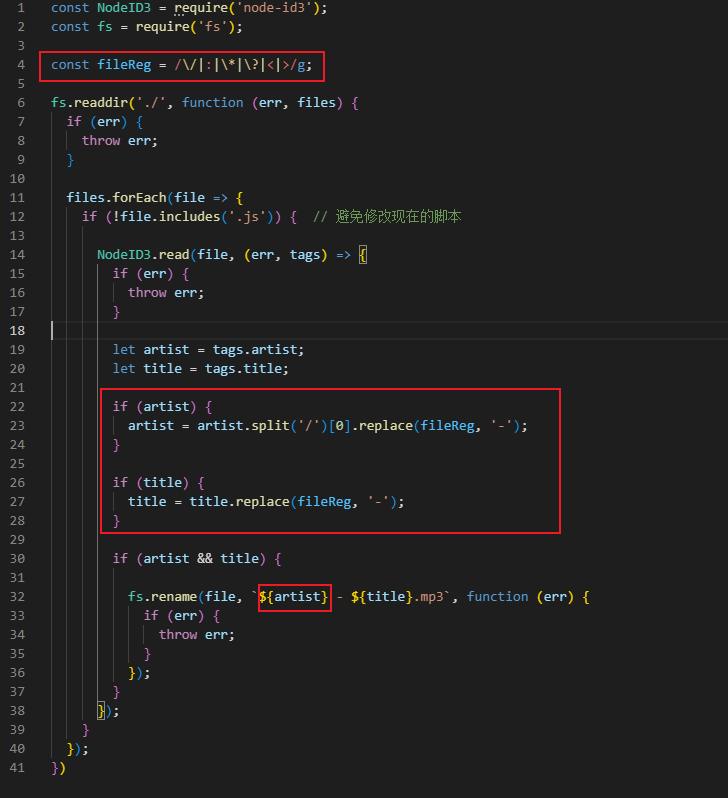 1 const NodeID3 = require('node-id3');
2 const fs = require('fs');
3
4 const fileReg = /\/|:|\*|\?|<|>/g;
5
6 fs.readdir('./', function (err, files) {
7   if (err) {
8     throw err;
9   }
10
11   files.forEach(file => {
12     if (!file.includes('.js')) {  // 避免修改现在的脚本
13
14       NodeID3.read(file, (err, tags) => {
15         if (err) {
16           throw err;
17         }
18
19         let artist = tags.artist;
20         let title = tags.title;
21
22         if (artist) {
23           artist = artist.split('/')[0].replace(fileReg, '-');
24         }
25
26         if (title) {
27           title = title.replace(fileReg, '-');
28         }
29
30         if (artist && title) {
31
32           fs.rename(file, `${artist} - ${title}.mp3`, function (err) {
33             if (err) {
34               throw err;
35             }
36           });
37         }
38       });
39     }
40   });
41 })